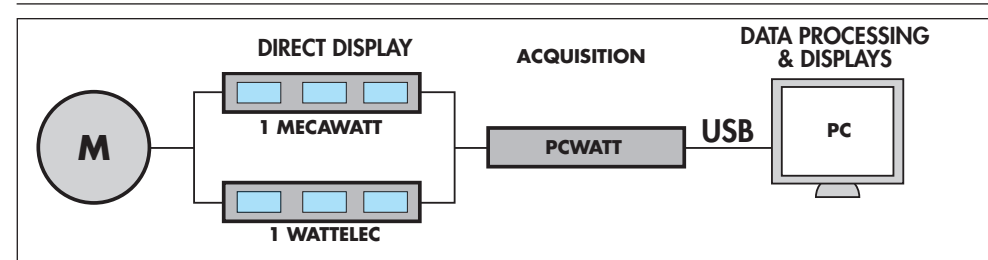 DIRECT DISPLAY
ACQUISITION
DATA PROCESSING
& DISPLAYS
M
1 MECAWATT
PCWATT
USB
PC
1 WATTELEC